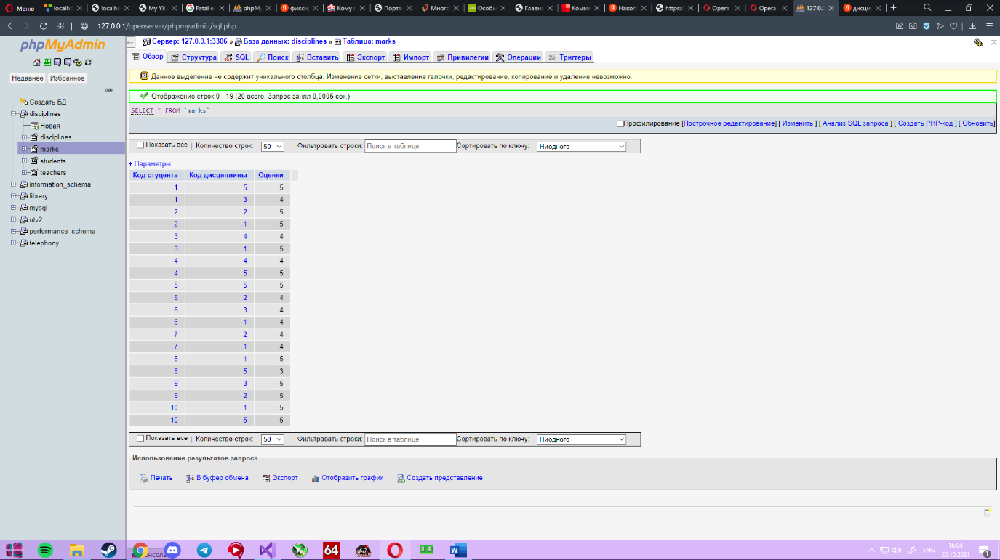 Меню
localho
localho
My Yii
Fatal e
phpM
фикси
Кому г
Порта
Много
Особы
Главна
Комме
Накол
https:/
Opera
Opera
127.0.0
дисци
127.0.0.1/openserver/phpmyadmin/sql.php
phpMyAdmin
Недавнее Избранное
Создать БД
disciplines
Новая
disciplines
marks
students
teachers
information_schema
library
mysql
otv2
performance_schema
telephony
Сервер: 127.0.0.1:3306 » База данных: disciplines » Таблица: marks
Обзор Структура SQL Поиск Вставить Экспорт Импорт Привилегии Операции Триггеры
Данное выделение не содержит уникального столбца. Изменение сетки, выставление галочки, редактирование, копирование и удаление невозможно.
Отображение строк 0 - 19 (20 всего, Запрос занял 0,0005 сек.)
SELECT * FROM `marks`
Профилирование [Построчное редактирование] [ Изменить ] [ Анализ SQL запроса ] [ Создать PHP-код ] [ Обновить]
Показать все | Количество строк: 50 Фильтровать строки: Поиск в таблице Сортировать по ключу: Ниодного
+ Параметры
Код студента Код дисциплины Оценки
1 5 5
1 3 4
2 2 5
2 1 5
3 4 4
3 1 5
4 4 4
4 5 5
5 5 5
5 2 4
6 3 4
6 1 4
7 2 4
7 1 4
8 1 5
8 5 3
9 3 5
9 2 5
10 1 5
10 5 5
Показать все | Количество строк: 50 Фильтровать строки: Поиск в таблице Сортировать по ключу: Ниодного
Использование результатов запроса
Печать В буфер обмена Экспорт Отобразить график Создать представление
64
ENG
16:04
30.10.2021
1